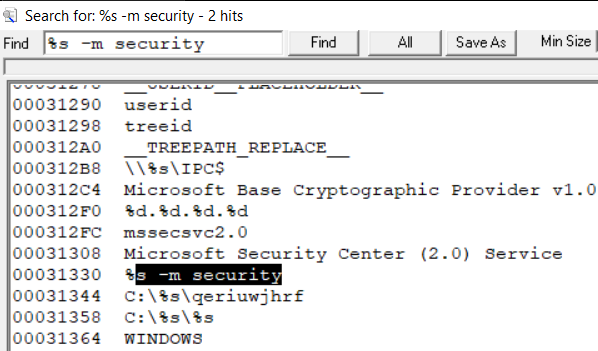 Search for: %s -m security - 2 hits
Find %s -m security Find All Save As Min Size
00031278 __USERID__PLACEHOLDER__
00031290 userid
00031298 treeid
000312A0 __TREEPATH_REPLACE__
000312B8 \\%s\IPC$
000312C4 Microsoft Base Cryptographic Provider v1.0
000312F0 %d.%d.%d.%d
000312FC mssecsvc2.0
00031308 Microsoft Security Center (2.0) Service
00031330 %s -m security
00031344 C:\%s\qeriuwjhrf
00031358 C:\%s\%s
00031364 WINDOWS